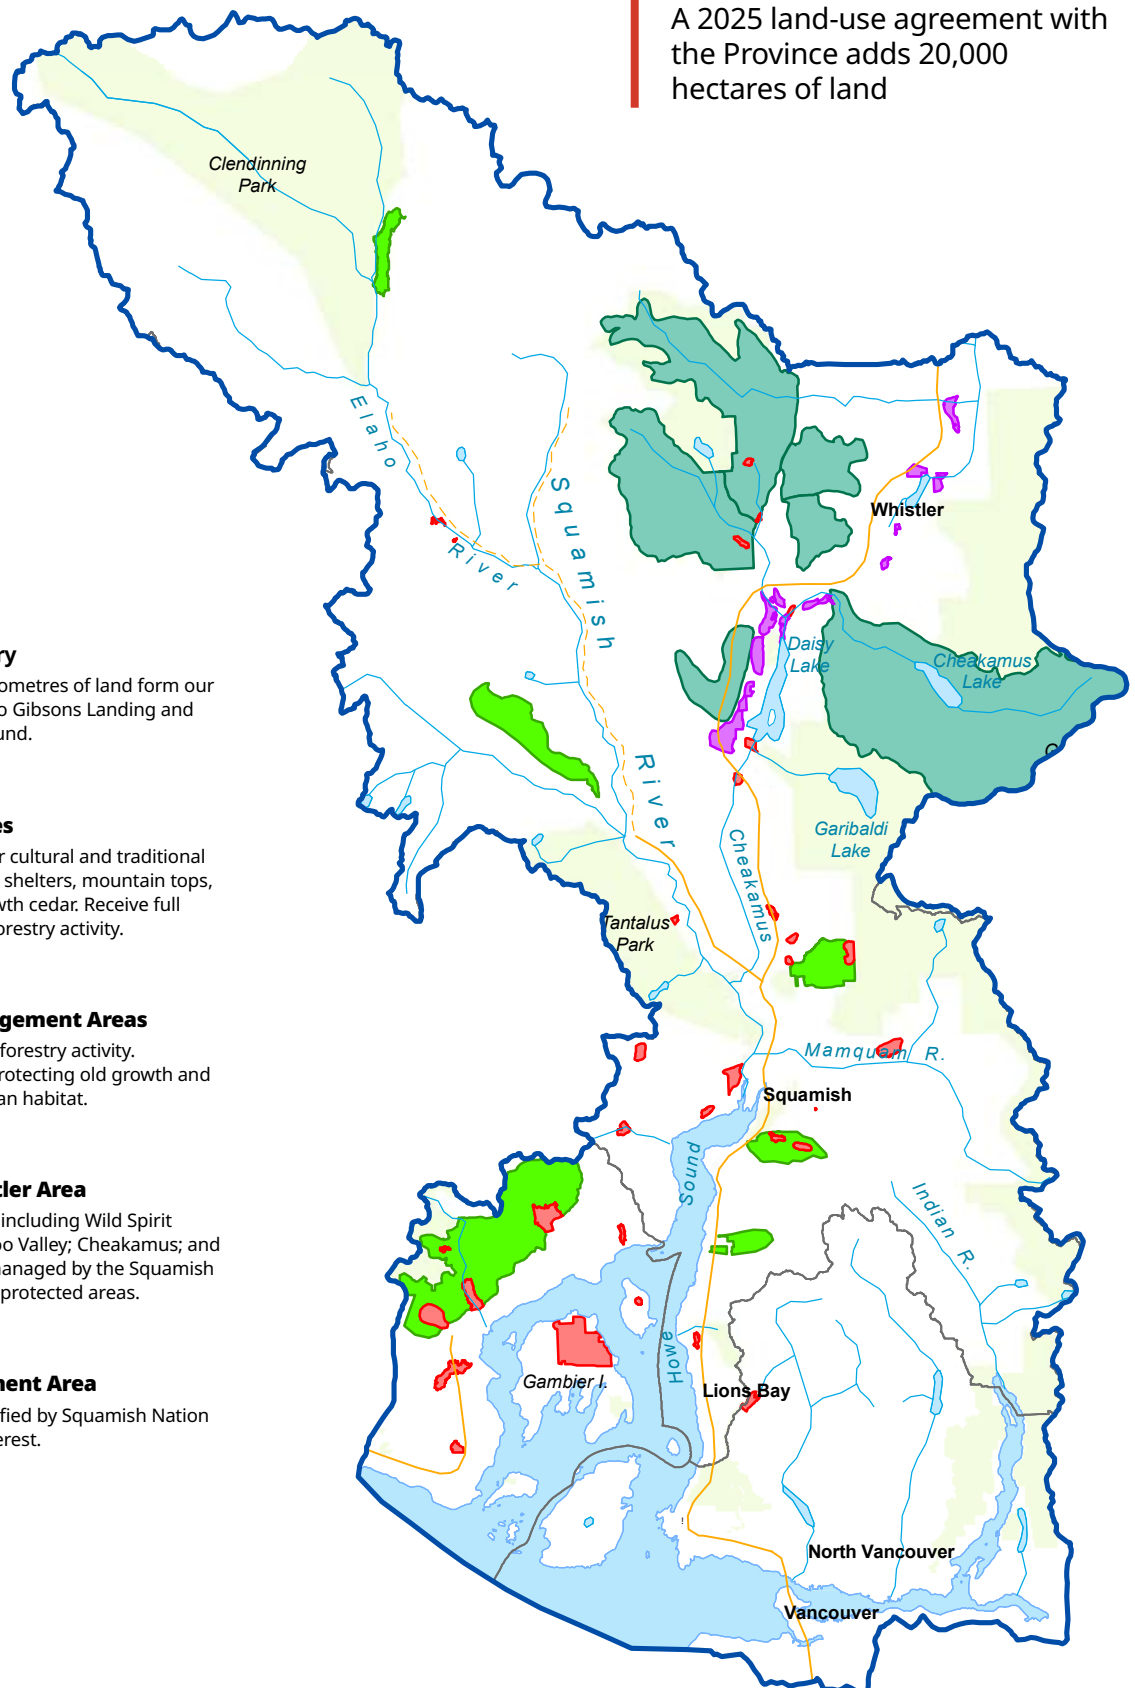 A 2025 land-use agreement with
the Province adds 20,000
hectares of land
Clendinning
Park
Elaho
River
Squamish
River
Whistler
Daisy
Lake
Cheakamus
Lake
Garibaldi
Lake
Cheakamus
Tantalus
Park
Mamquam R.
Squamish
Sound
Howe
Indian R.
Gambier I.
Lions Bay
North Vancouver
Vancouver
ry
ometres of land form our
o Gibsons Landing and
und.
es
r cultural and traditional
shelters, mountain tops,
wth cedar. Receive full
orestry activity.
gement Areas
forestry activity.
rotecting old growth and
an habitat.
tler Area
including Wild Spirit
oo Valley; Cheakamus; and
managed by the Squamish
protected areas.
ment Area
fied by Squamish Nation
erest.